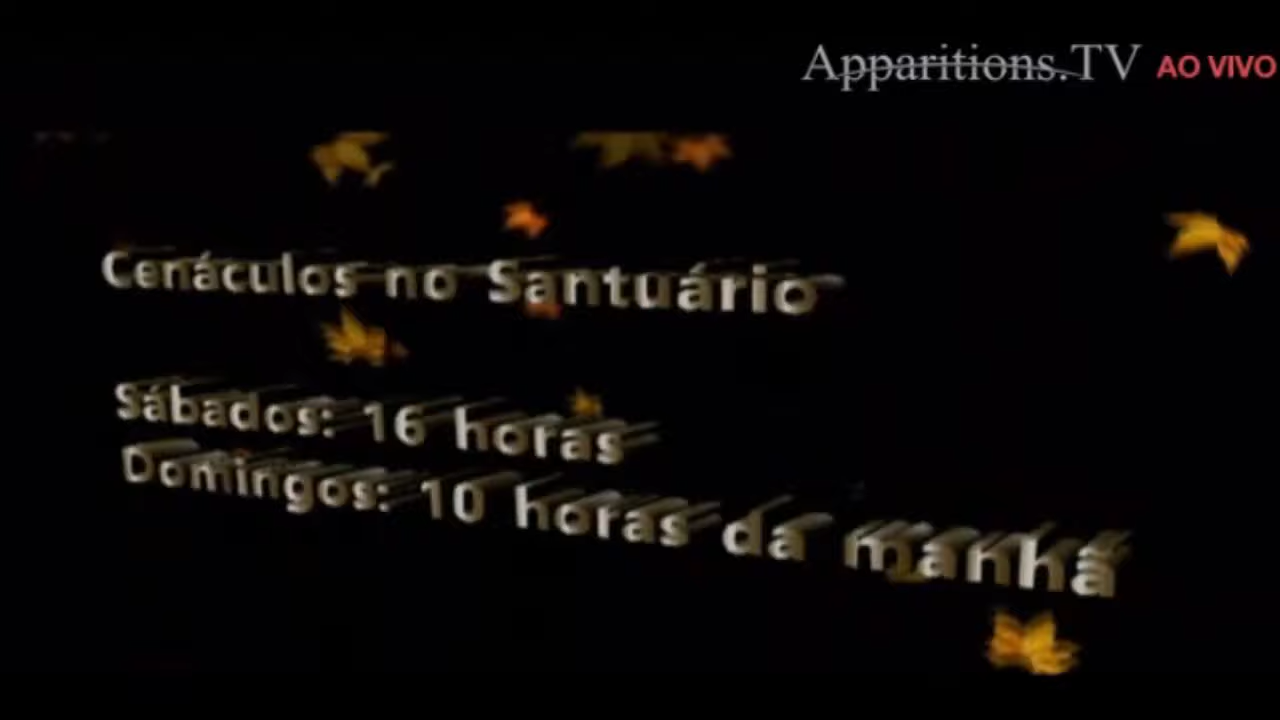 Apparitions.TV AO VIVO
Cenáculos no Santuário
Sábados: 16 horas
Domingos: 10 horas da manhã